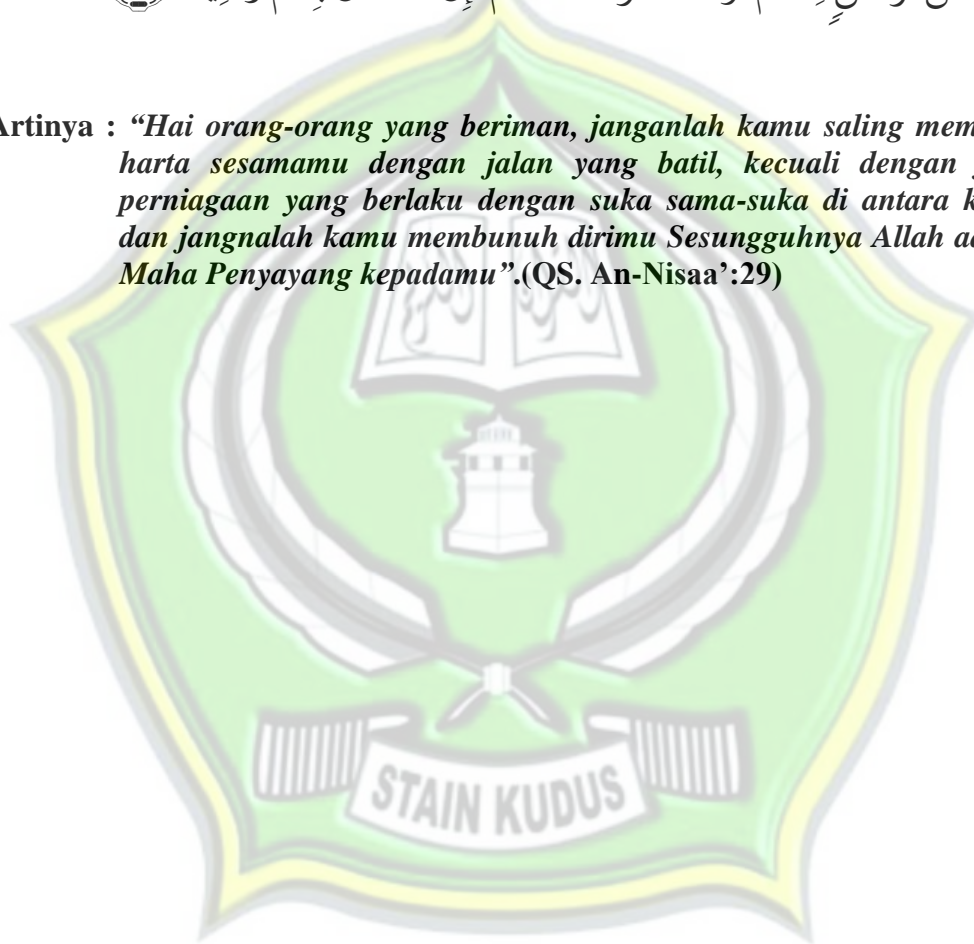 Artinya : “Hai orang-orang yang beriman, janganlah kamu saling mem
harta sesamamu dengan jalan yang batil, kecuali dengan
perniagaan yang berlaku dengan suka sama-suka di antara k
dan jangnalah kamu membunuh dirimu Sesungguhnya Allah ad
Maha Penyayang kepadamu”.(QS. An-Nisaa’:29)
STAIN KUDUS